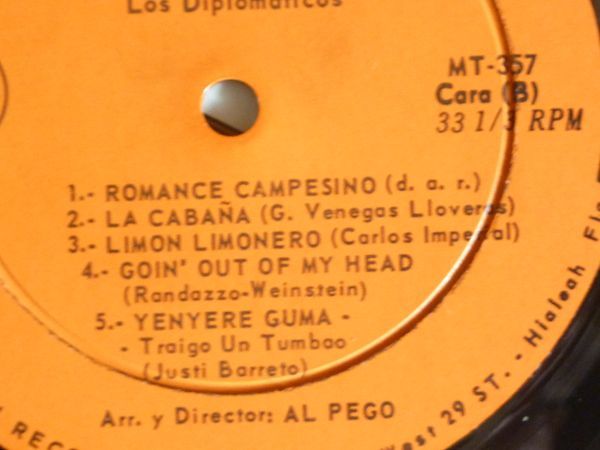 Los Diplomaticos
MT-357
Cara (B)
33 1/3 RPM
1.- ROMANCE CAMPESINO (d. a. r.)
2.- LA CABAÑA (G. Venegas Lloveras)
3.- LIMON LIMONERO (Carlos Imperial)
4.- GOIN' OUT OF MY HEAD
(Randazzo-Weinstein)
5.- YENYERE GUMA -
- Traigo Un Tumbao
(Justi Barreto)
Arr. y Director: AL PEGO
West 29 ST. - Hialeah